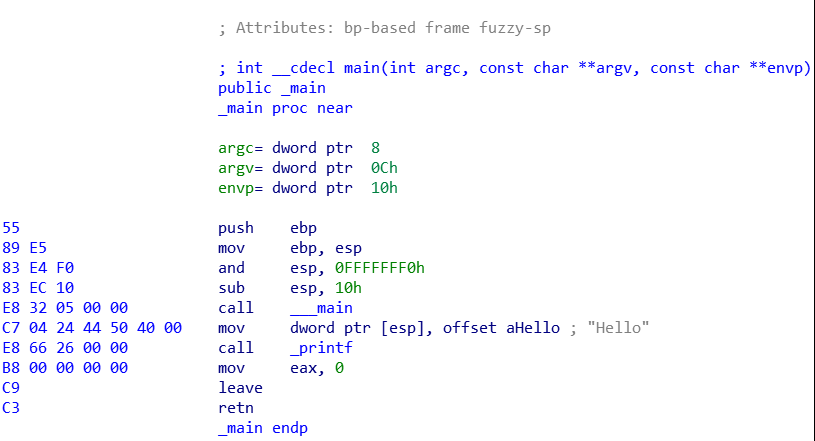 ; Attributes: bp-based frame fuzzy-sp
; int __cdecl main(int argc, const char **argv, const char **envp)
public _main
_main proc near
argc= dword ptr  8
argv= dword ptr  0Ch
envp= dword ptr  10h
55 push    ebp
89 E5 mov     ebp, esp
83 E4 F0 and     esp, 0FFFFFFF0h
83 EC 10 sub     esp, 10h
E8 32 05 00 00 call    ___main
C7 04 24 44 50 40 00 mov     dword ptr [esp], offset aHello ; "Hello"
E8 66 26 00 00 call    _printf
B8 00 00 00 00 mov     eax, 0
C9 leave
C3 retn
_main endp